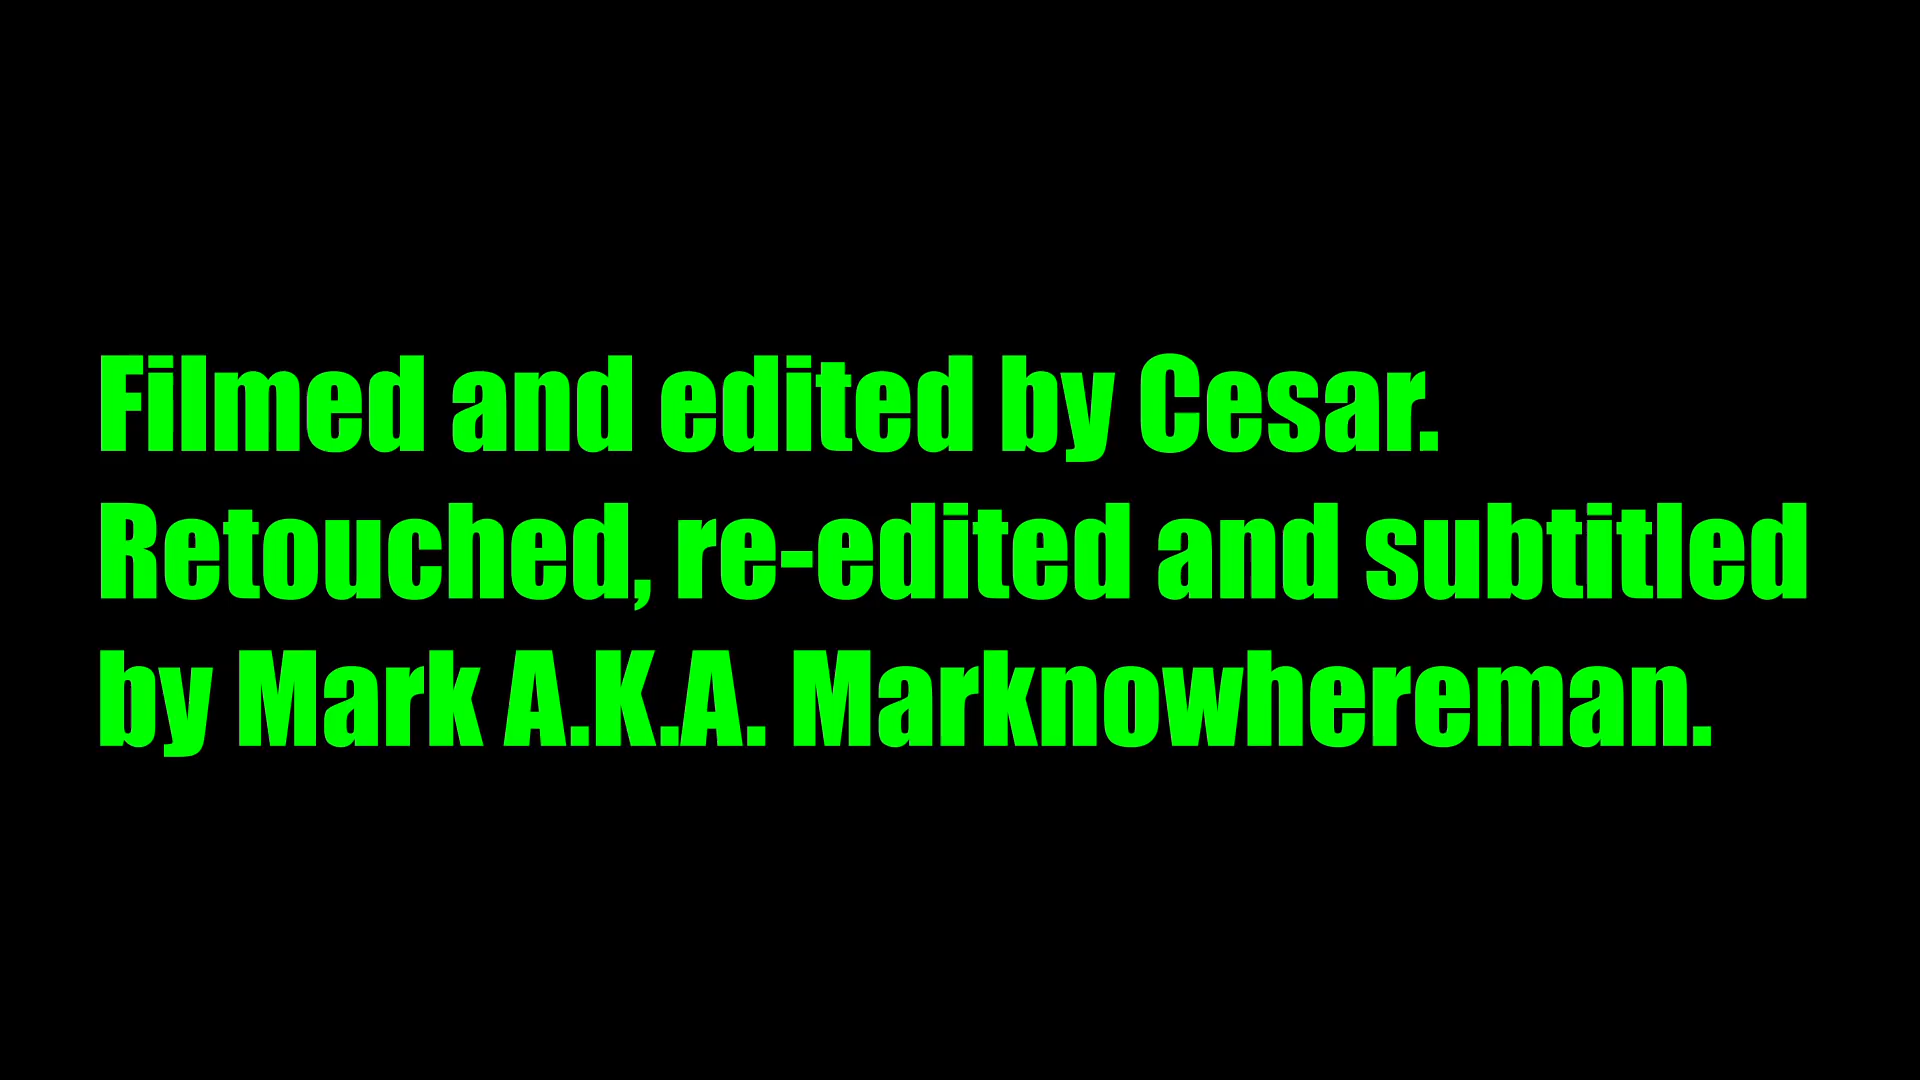 Filmed and edited by Cesar.
Retouched, re-edited and subtitled
by Mark A.K.A. Marknowhereman.